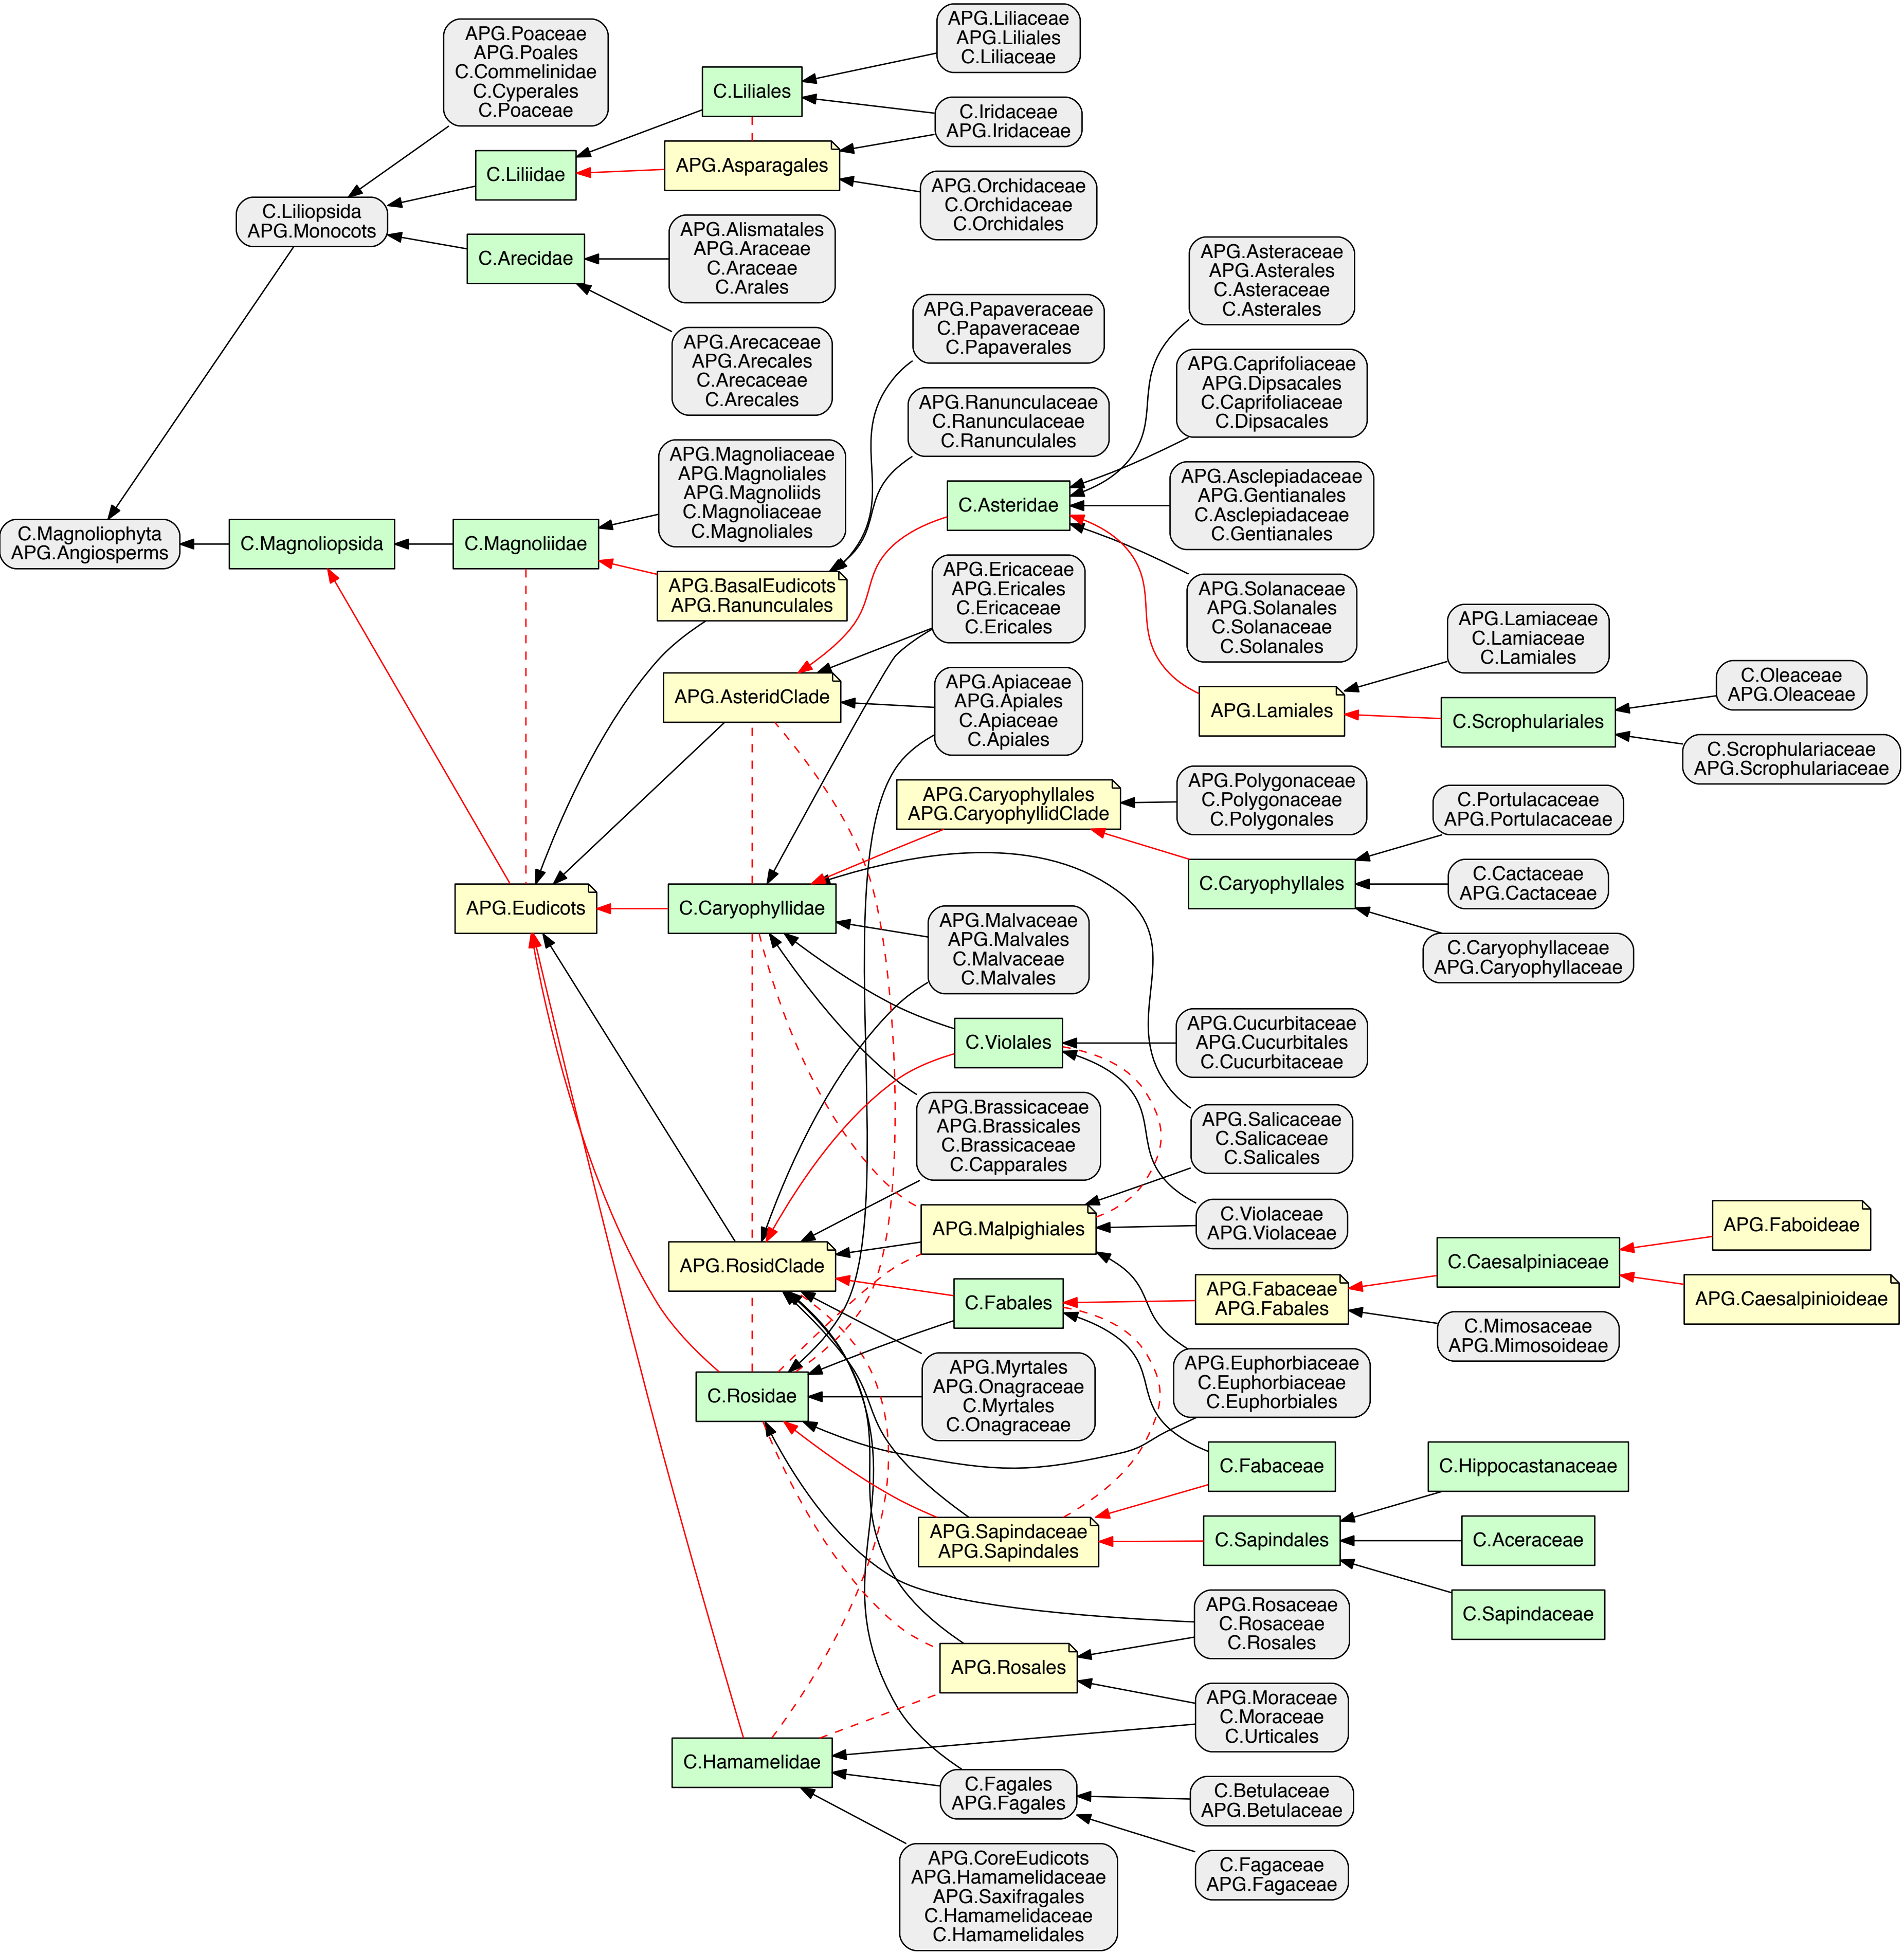 APG.Poaceae
APG.Poales
C.Commelinidae
C.Cyperales
C.Poaceae
C.Liliales
APG.Liliaceae
APG.Liliales
C.Liliaceae
C.Iridaceae
APG.Iridaceae
C.Liliidae
APG.Asparagales
APG.Orchidaceae
C.Orchidaceae
C.Orchidales
C.Liliopsida
APG.Monocots
C.Arecidae
APG.Alismatales
APG.Araceae
C.Araceae
C.Arales
APG.Arecaceae
APG.Arecales
C.Arecaceae
C.Arecales
APG.Papaveraceae
C.Papaveraceae
C.Papaverales
APG.Ranunculaceae
C.Ranunculaceae
C.Ranunculales
APG.Asteraceae
APG.Asterales
C.Asteraceae
C.Asterales
APG.Caprifoliaceae
APG.Dipsacales
C.Caprifoliaceae
C.Dipsacales
APG.Magnoliaceae
APG.Magnoliales
APG.Magnoliids
C.Magnoliaceae
C.Magnoliales
C.Asteridae
APG.Asclepiadaceae
APG.Gentianales
C.Asclepiadaceae
C.Gentianales
C.Magnoliophyta
APG.Angiosperms
C.Magnoliopsida
C.Magnoliidae
APG.BasalEudicots
APG.Ranunculales
APG.Ericaceae
APG.Ericales
C.Ericaceae
C.Ericales
APG.Solanaceae
APG.Solanales
C.Solanaceae
C.Solanales
APG.Lamiaceae
C.Lamiaceae
C.Lamiales
APG.AsteridClade
APG.Apiaceae
APG.Apiales
C.Apiaceae
C.Apiales
APG.Lamiales
C.Scrophulariales
C.Oleaceae
APG.Oleaceae
C.Scrophulariaceae
APG.Scrophulariaceae
APG.Caryophyllales
APG.CaryophyllidClade
APG.Polygonaceae
C.Polygonaceae
C.Polygonales
C.Portulacaceae
APG.Portulacaceae
C.Caryophyllales
C.Cactaceae
APG.Cactaceae
C.Caryophyllaceae
APG.Caryophyllaceae
APG.Eudicots
C.Caryophyllidae
APG.Malvaceae
APG.Malvales
C.Malvaceae
C.Malvales
C.Violales
APG.Cucurbitaceae
APG.Cucurbitales
C.Cucurbitaceae
APG.Brassicaceae
APG.Brassicales
C.Brassicaceae
C.Capparales
APG.Salicaceae
C.Salicaceae
C.Salicales
APG.Malpighiales
C.Violaceae
APG.Violaceae
APG.RosidClade
C.Fabales
APG.Fabaceae
APG.Fabales
C.Caesalpiniaceae
APG.Faboideae
APG.Caesalpinioideae
C.Mimosaceae
APG.Mimosoideae
C.Rosidae
APG.Myrtales
APG.Onagraceae
C.Myrtales
C.Onagraceae
APG.Euphorbiaceae
C.Euphorbiaceae
C.Euphorbiales
C.Fabaceae
C.Hippocastanaceae
APG.Sapindaceae
APG.Sapindales
C.Sapindales
C.Aceraceae
C.Sapindaceae
APG.Rosaceae
C.Rosaceae
C.Rosales
APG.Rosales
APG.Moraceae
C.Moraceae
C.Urticales
C.Hamamelidae
C.Fagales
APG.Fagales
C.Betulaceae
APG.Betulaceae
C.Fagaceae
APG.Fagaceae
APG.CoreEudicots
APG.Hamamelidaceae
APG.Saxifragales
C.Hamamelidaceae
C.Hamamelidales